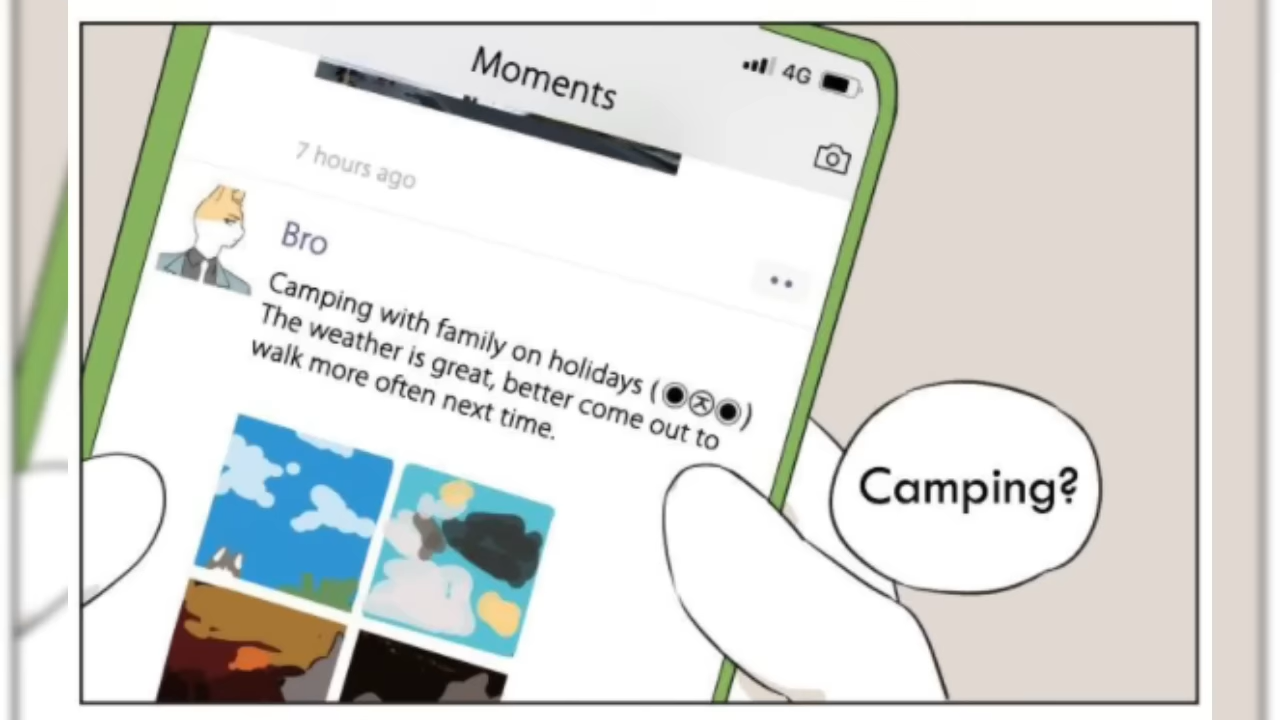 4G
Moments
7 hours ago
Bro
Camping with family on holidays (◉㉨◉)
The weather is great, better come out to
walk more often next time.
Camping?